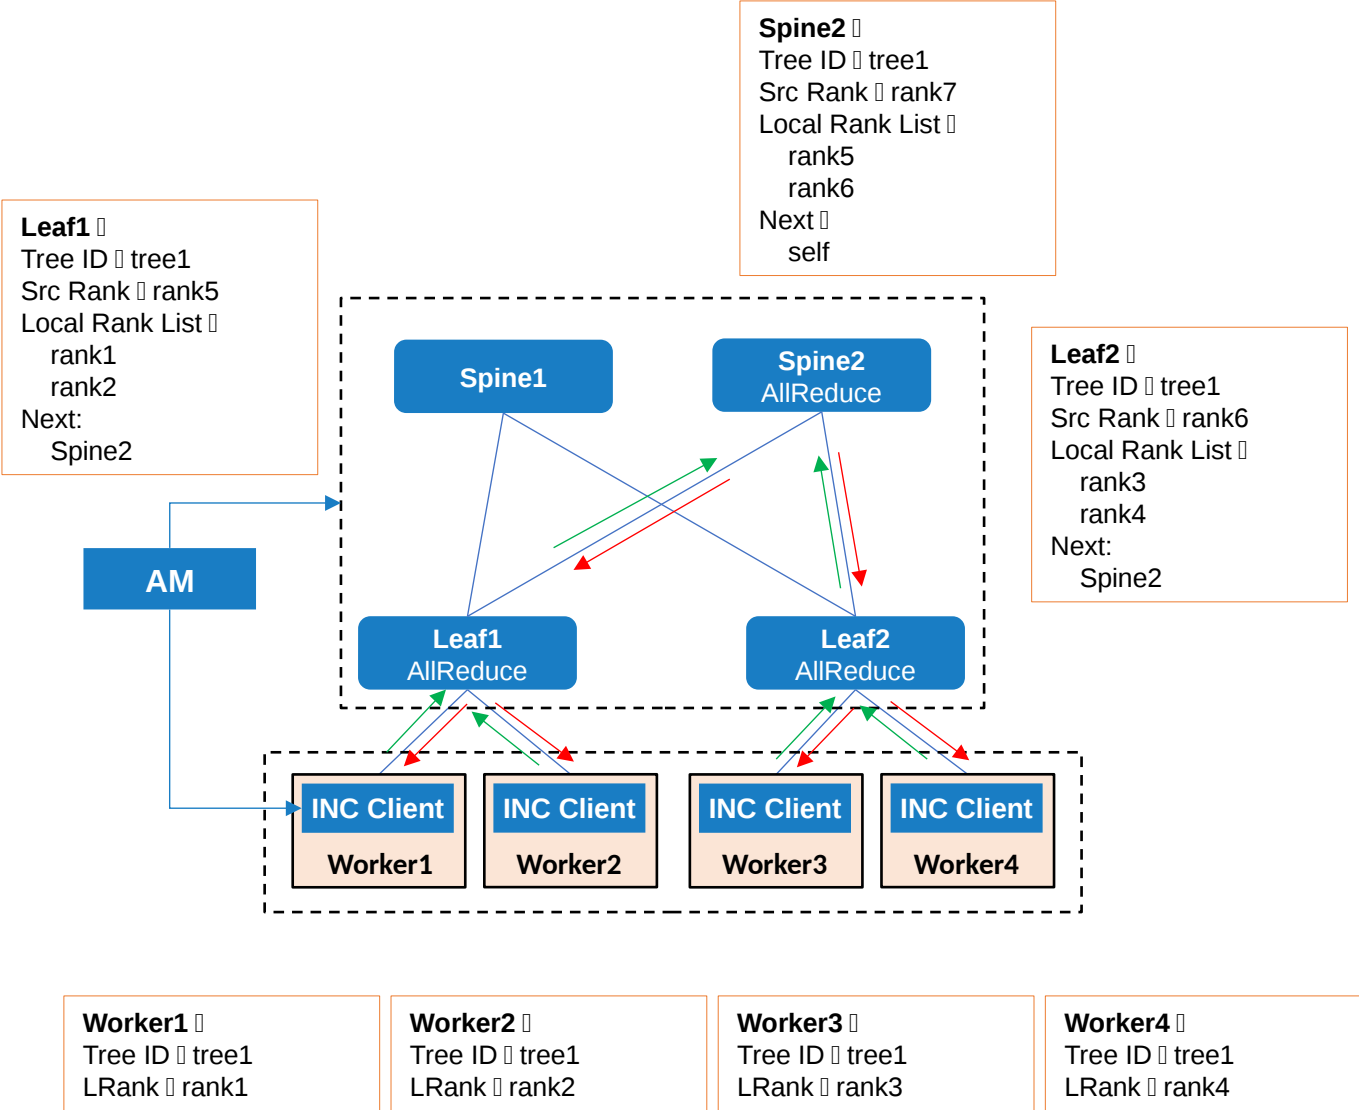 Spine2：
Tree ID：tree1
Src Rank：rank7
Local Rank List：
rank5
rank6
Next：
self
Leaf1：
Tree ID：tree1
Src Rank：rank5
Local Rank List：
rank1
rank2
Next:
Spine2
Leaf2：
Tree ID：tree1
Src Rank：rank6
Local Rank List：
rank3
rank4
Next:
Spine2
Spine1
Spine2
AllReduce
AM
Leaf1
AllReduce
Leaf2
AllReduce
INC Client
Worker1
INC Client
Worker2
INC Client
Worker3
INC Client
Worker4
Worker1：
Tree ID：tree1
LRank：rank1
Worker2：
Tree ID：tree1
LRank：rank2
Worker3：
Tree ID：tree1
LRank：rank3
Worker4：
Tree ID：tree1
LRank：rank4